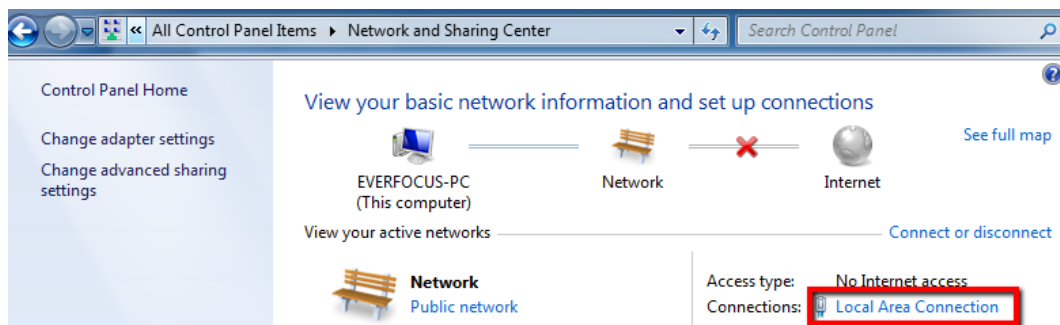 « All Control Panel Items ▸ Network and Sharing Center
Search Control Panel
Control Panel Home
Change adapter settings
Change advanced sharing
settings
View your basic network information and set up connections
See full map
EVERFOCUS-PC
(This computer)
Network
Internet
View your active networks
Connect or disconnect
Network
Public network
Access type: No Internet access
Connections: Local Area Connection